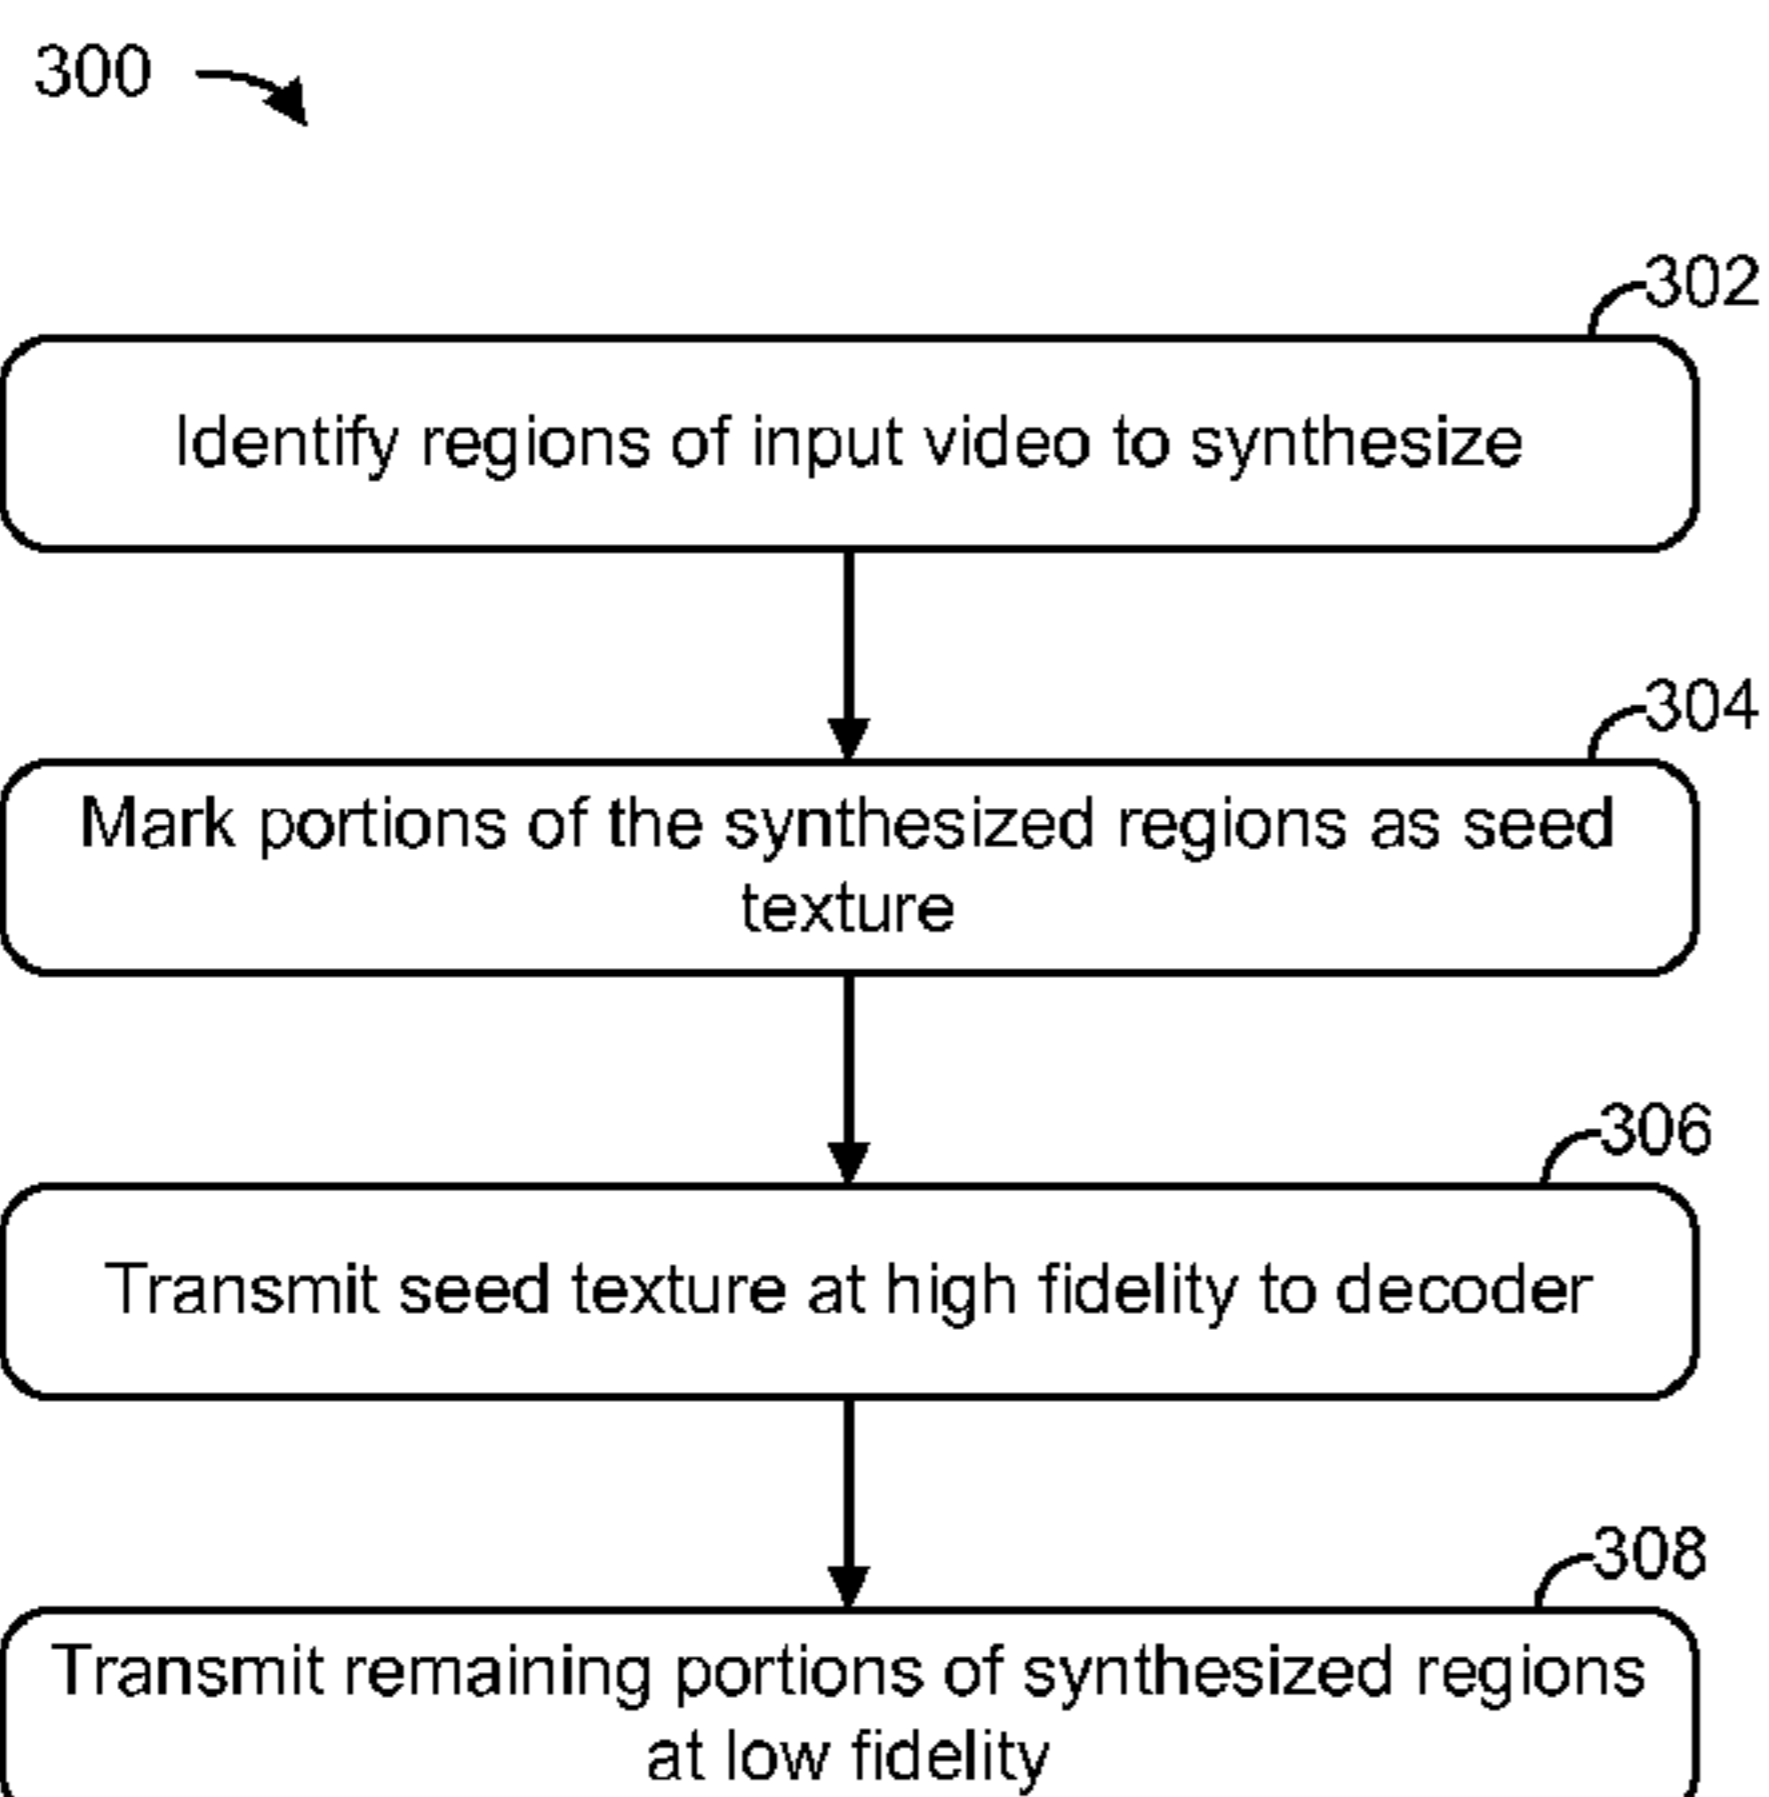 300
302
Identify regions of input video to synthesize
304
Mark portions of the synthesized regions as seed
texture
306
Transmit seed texture at high fidelity to decoder
308
Transmit remaining portions of synthesized regions
at low fidelity